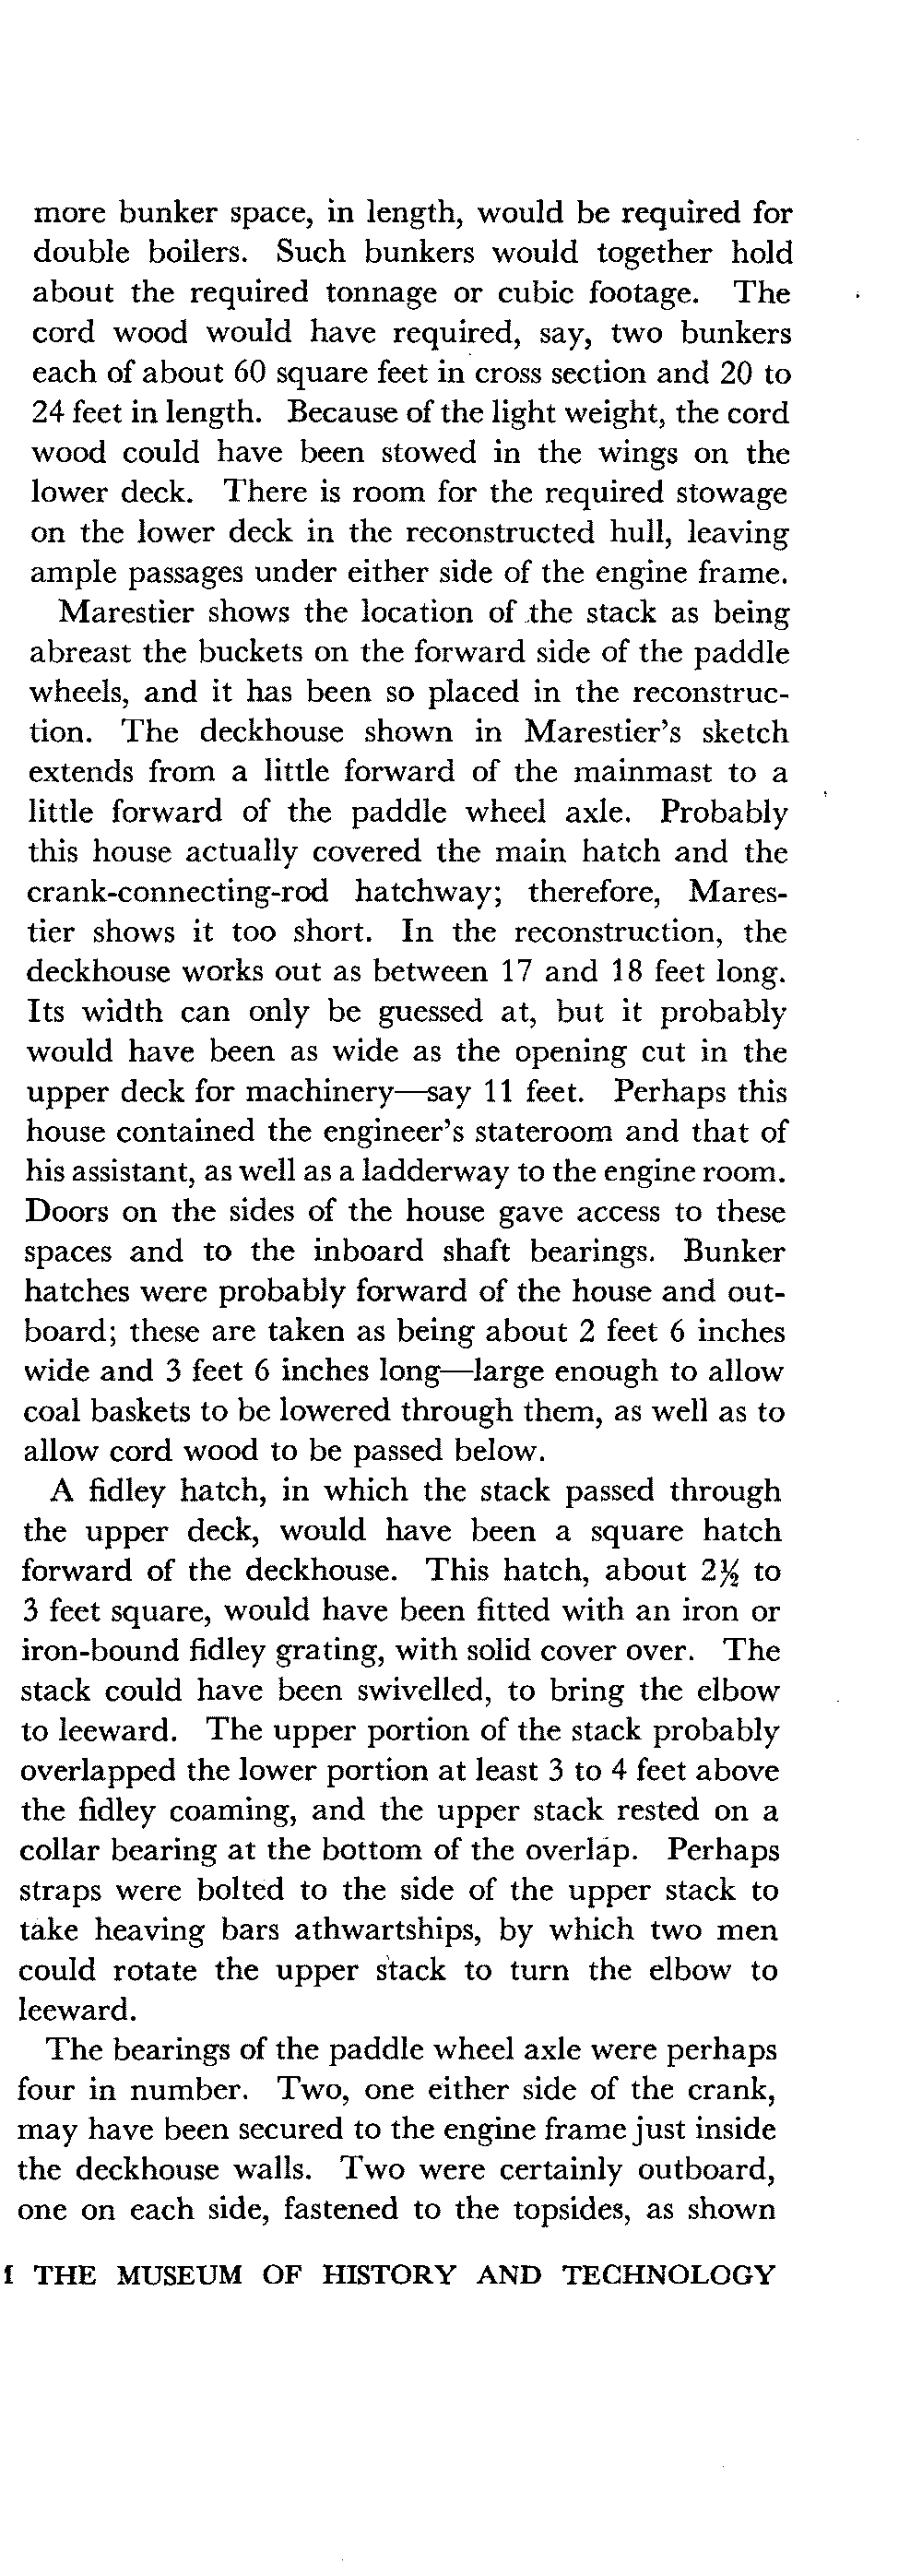 more bunker space, in length, would be required for
double boilers. Such bunkers would together hold
about the required tonnage or cubic footage. The
cord wood would have required, say, two bunkers
each of about 60 square feet in cross section and 20 to
24 feet in length. Because of the light weight, the cord
wood could have been stowed in the wings on the
lower deck. There is room for the required stowage
on the lower deck in the reconstructed hull, leaving
ample passages under either side of the engine frame.
Marestier shows the location of the stack as being
abreast the buckets on the forward side of the paddle
wheels, and it has been so placed in the reconstruc-
tion. The deckhouse shown in Marestier's sketch
extends from a little forward of the mainmast to a
little forward of the paddle wheel axle. Probably
this house actually covered the main hatch and the
crank-connecting-rod hatchway; therefore, Mares-
tier shows it too short. In the reconstruction, the
deckhouse works out as between 17 and 18 feet long.
Its width can only be guessed at, but it probably
would have been as wide as the opening cut in the
upper deck for machinery—say 11 feet. Perhaps this
house contained the engineer's stateroom and that of
his assistant, as well as a ladderway to the engine room.
Doors on the sides of the house gave access to these
spaces and to the inboard shaft bearings. Bunker
hatches were probably forward of the house and out-
board; these are taken as being about 2 feet 6 inches
wide and 3 feet 6 inches long—large enough to allow
coal baskets to be lowered through them, as well as to
allow cord wood to be passed below.
A fidley hatch, in which the stack passed through
the upper deck, would have been a square hatch
forward of the deckhouse. This hatch, about 2½ to
3 feet square, would have been fitted with an iron or
iron-bound fidley grating, with solid cover over. The
stack could have been swivelled, to bring the elbow
to leeward. The upper portion of the stack probably
overlapped the lower portion at least 3 to 4 feet above
the fidley coaming, and the upper stack rested on a
collar bearing at the bottom of the overlap. Perhaps
straps were bolted to the side of the upper stack to
take heaving bars athwartships, by which two men
could rotate the upper stack to turn the elbow to
leeward.
The bearings of the paddle wheel axle were perhaps
four in number. Two, one either side of the crank,
may have been secured to the engine frame just inside
the deckhouse walls. Two were certainly outboard,
one on each side, fastened to the topsides, as shown
THE MUSEUM OF HISTORY AND TECHNOLOGY